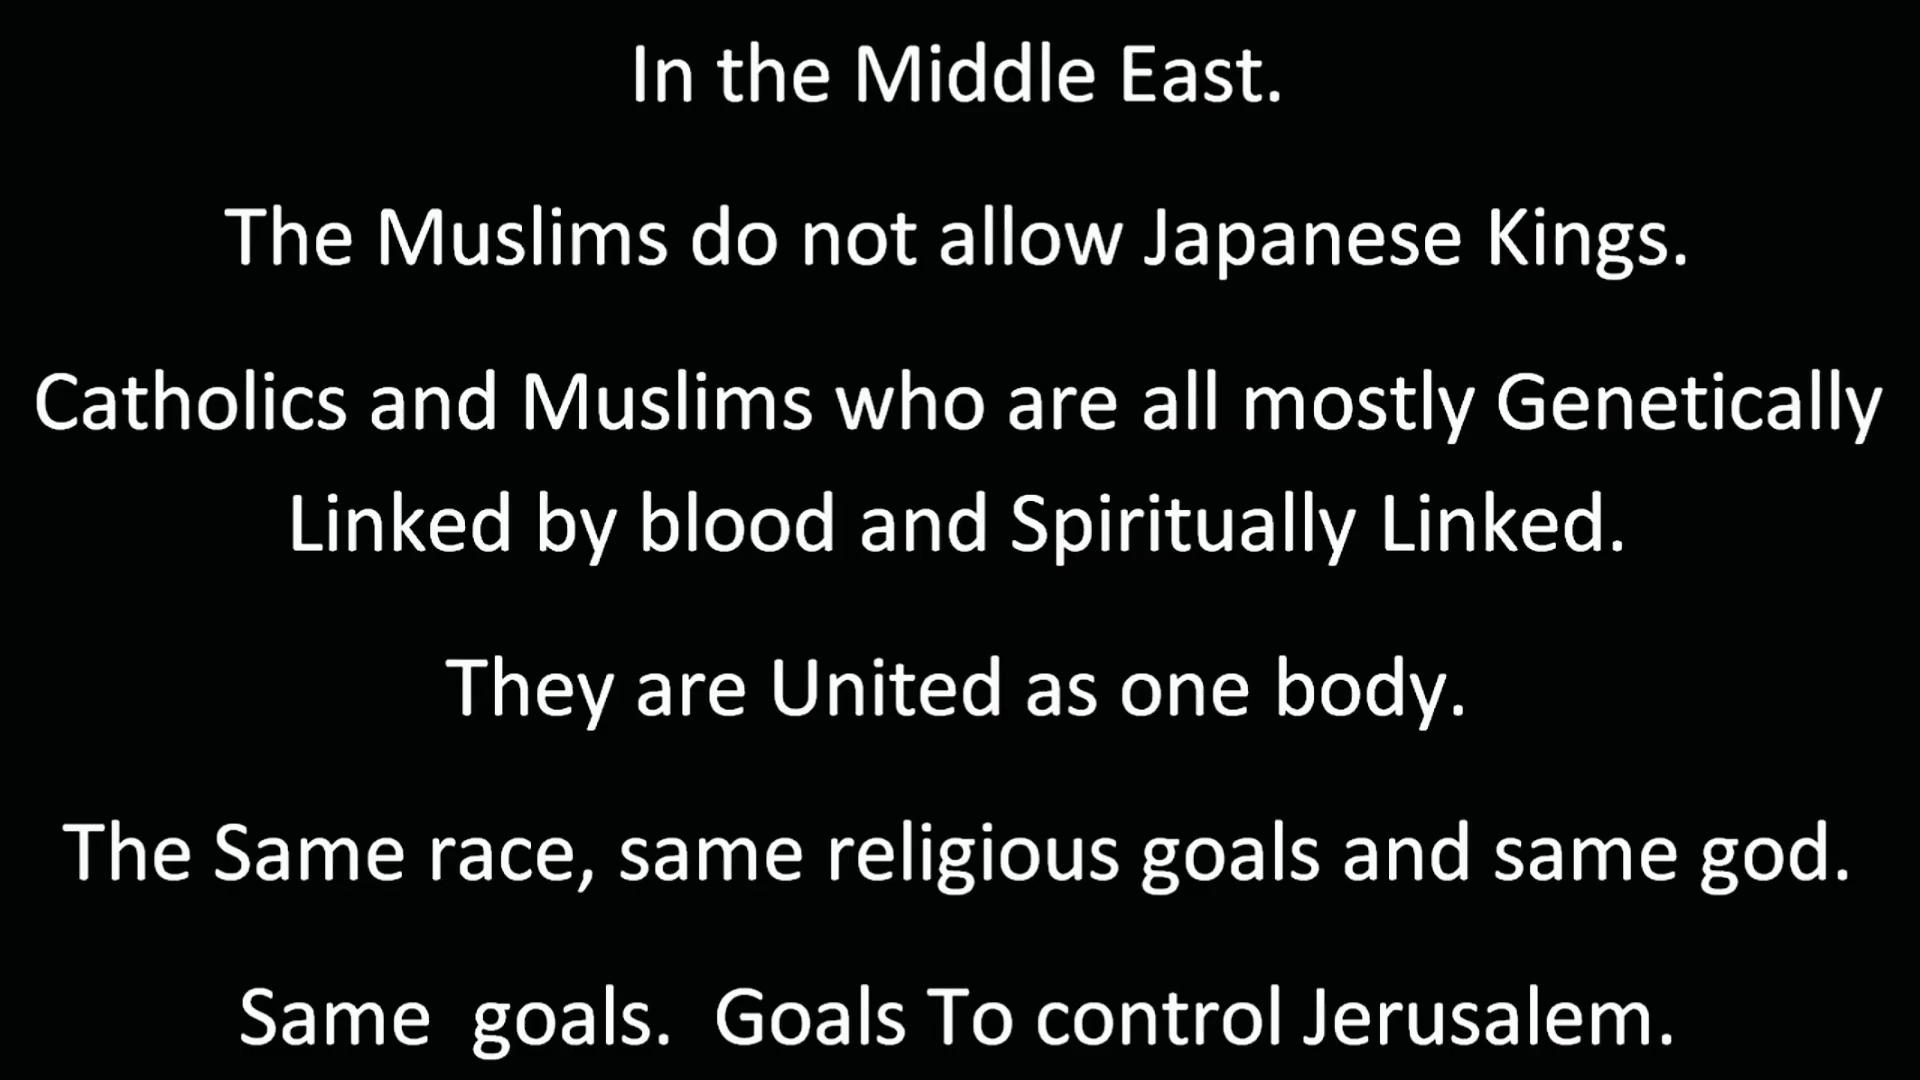 In the Middle East.
The Muslims do not allow Japanese Kings.
Catholics and Muslims who are all mostly Genetically
Linked by blood and Spiritually Linked.
They are United as one body.
The Same race, same religious goals and same god.
Same  goals.  Goals To control Jerusalem.